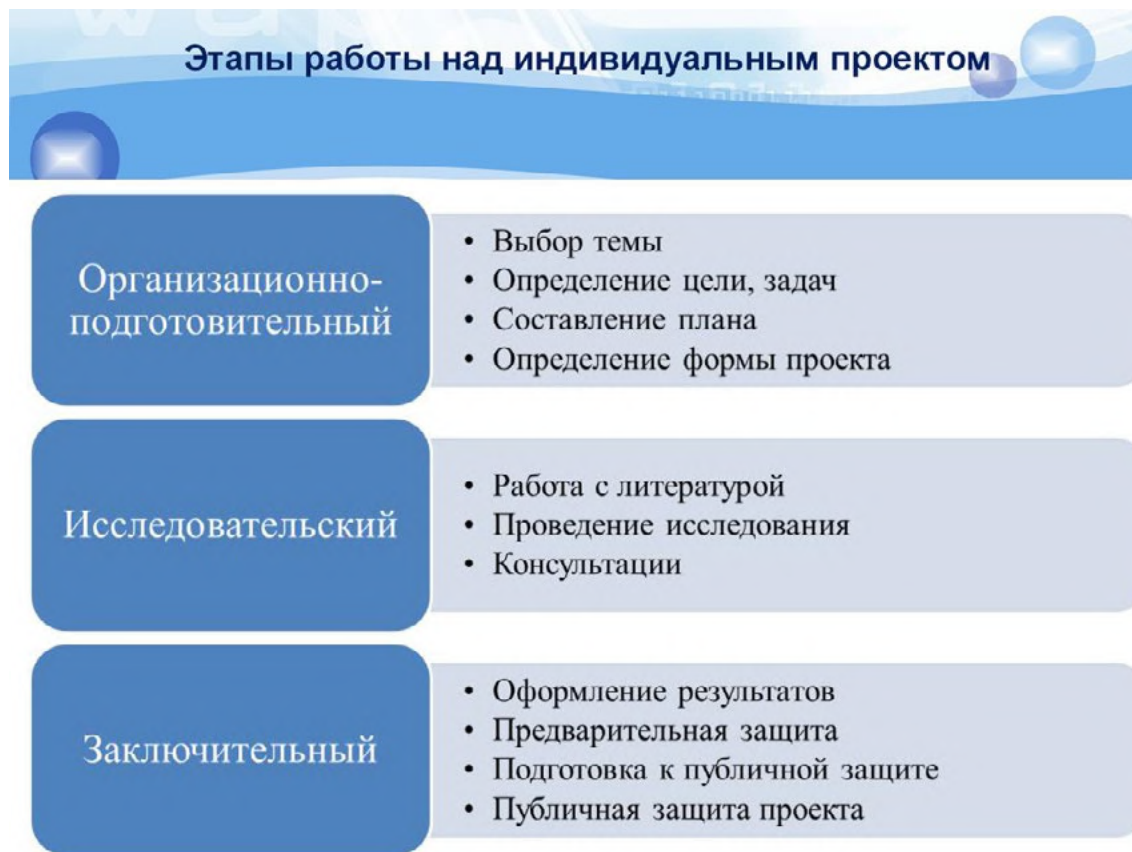 Этапы работы над индивидуальным проектом
Организационно-
подготовительный
• Выбор темы
• Определение цели, задач
• Составление плана
• Определение формы проекта
Исследовательский
• Работа с литературой
• Проведение исследования
• Консультации
Заключительный
• Оформление результатов
• Предварительная защита
• Подготовка к публичной защите
• Публичная защита проекта